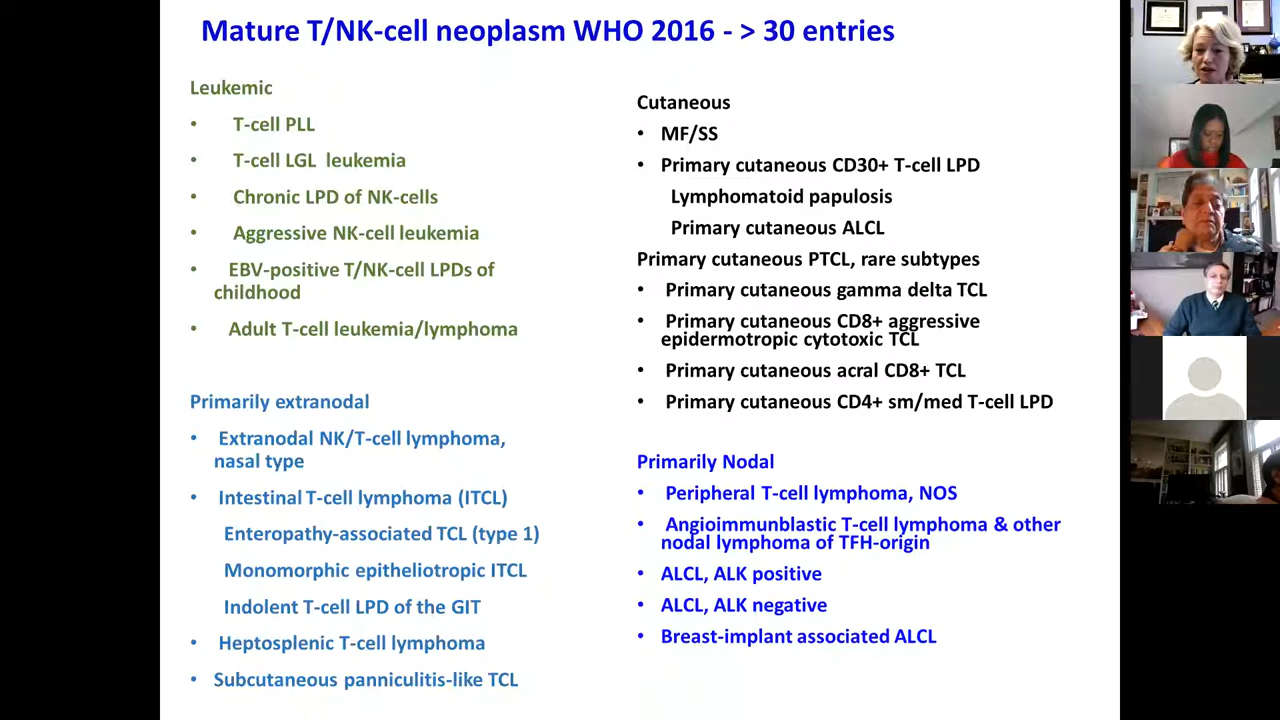 Mature T/NK-cell neoplasm WHO 2016 - > 30 entries
Leukemic
• T-cell PLL
• T-cell LGL leukemia
• Chronic LPD of NK-cells
• Aggressive NK-cell leukemia
• EBV-positive T/NK-cell LPDs of
childhood
• Adult T-cell leukemia/lymphoma
Primarily extranodal
• Extranodal NK/T-cell lymphoma,
nasal type
• Intestinal T-cell lymphoma (ITCL)
Enteropathy-associated TCL (type 1)
Monomorphic epitheliotropic ITCL
Indolent T-cell LPD of the GIT
• Heptosplenic T-cell lymphoma
• Subcutaneous panniculitis-like TCL
Cutaneous
• MF/SS
• Primary cutaneous CD30+ T-cell LPD
Lymphomatoid papulosis
Primary cutaneous ALCL
Primary cutaneous PTCL, rare subtypes
• Primary cutaneous gamma delta TCL
• Primary cutaneous CD8+ aggressive
epidermotropic cytotoxic TCL
• Primary cutaneous acral CD8+ TCL
• Primary cutaneous CD4+ sm/med T-cell LPD
Primarily Nodal
• Peripheral T-cell lymphoma, NOS
• Angioimmunblastic T-cell lymphoma & other
nodal lymphoma of TFH-origin
• ALCL, ALK positive
• ALCL, ALK negative
• Breast-implant associated ALCL